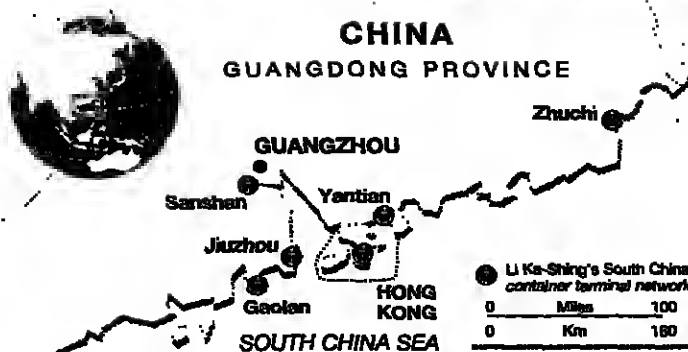 CHINA
GUANGDONG PROVINCE
Zhuchi
GUANGZHOU
Sanshan
Yantian
Jiuzhou
Gaolan
HONG
KONG
SOUTH CHINA SEA
Li Ka-Shing's South China
container terminal network
0 Miles 100
0 Km 160